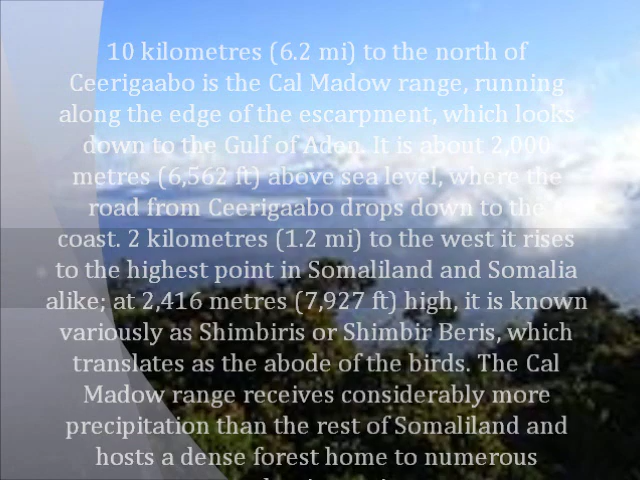 10 kilometres (6.2 mi) to the north of
Ceerigaabo is the Cal Madow range, running
along the edge of the escarpment, which looks
down to the Gulf of Aden. It is about 2,000
metres (6,562 ft) above sea level, where the
road from Ceerigaabo drops down to the
coast. 2 kilometres (1.2 mi) to the west it rises
to the highest point in Somaliland and Somalia
alike; at 2,416 metres (7,927 ft) high, it is known
variously as Shimbiris or Shimbir Beris, which
translates as the abode of the birds. The Cal
Madow range receives considerably more
precipitation than the rest of Somaliland and
hosts a dense forest home to numerous